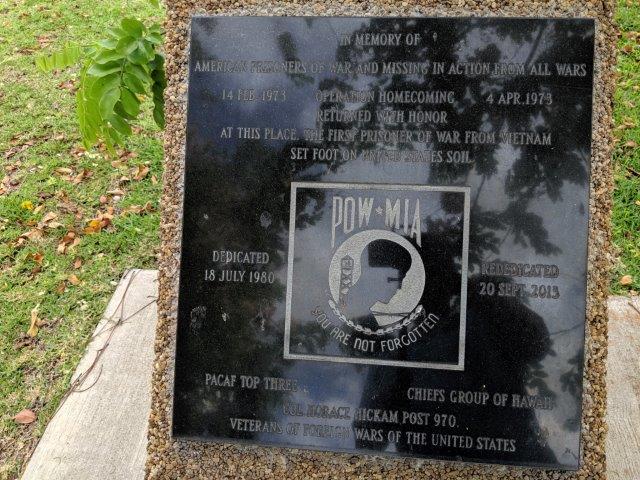 IN MEMORY OF
AMERICAN PRISONERS OF WAR AND MISSING IN ACTION FROM ALL WARS
14 FEB. 1973 OPERATION HOMECOMING 4 APR. 1973
RETURNED WITH HONOR
AT THIS PLACE, THE FIRST PRISONER OF WAR FROM VIETNAM
SET FOOT ON UNITED STATES SOIL
POW★MIA
YOU ARE NOT FORGOTTEN
DEDICATED
18 JULY 1980
REDEDICATED
20 SEPT. 2013
PACAF TOP THREE CHIEFS GROUP OF HAWAII
COL HORACE HICKAM POST 970.
VETERANS OF FOREIGN WARS OF THE UNITED STATES